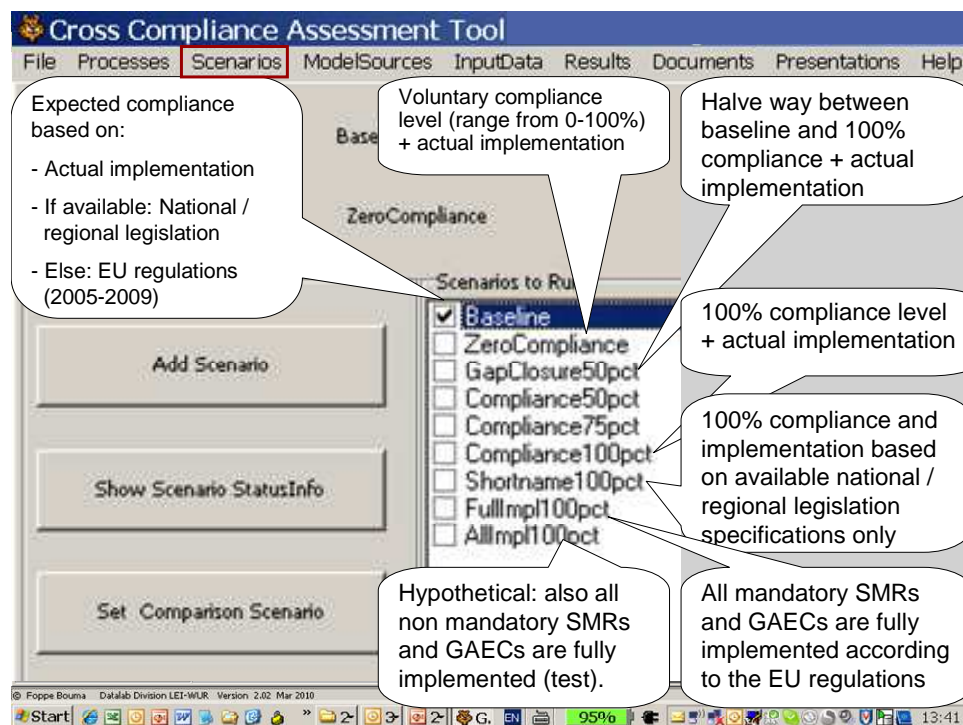 Cross Compliance Assessment Tool
File Processes Scenarios ModelSources InputData Results Documents Presentations Help
Expected compliance
based on:
- Actual implementation
- If available: National /
regional legislation
- Else: EU regulations
(2005-2009)
Base
Voluntary compliance
level (range from 0-100%)
+ actual implementation
Halve way between
baseline and 100%
compliance + actual
implementation
ZeroCompliance
Scenarios to Run
Baseline
ZeroCompliance
GapClosure50pct
Compliance50pct
Compliance75pct
Compliance100pct
Shortname100pct
FullImpl100pct
AllImpl100pct
100% compliance level
+ actual implementation
100% compliance and
implementation based
on available national /
regional legislation
specifications only
Add Scenario
Show Scenario StatusInfo
Set Comparison Scenario
Hypothetical: also all
non mandatory SMRs
and GAECs are fully
implemented (test).
All mandatory SMRs
and GAECs are fully
implemented according
to the EU regulations
© Foppe Bouma Datalab Division LEI-WUR Version 2.02 Mar 2010
Start » 2 3 2 G. EN 95% 13:41